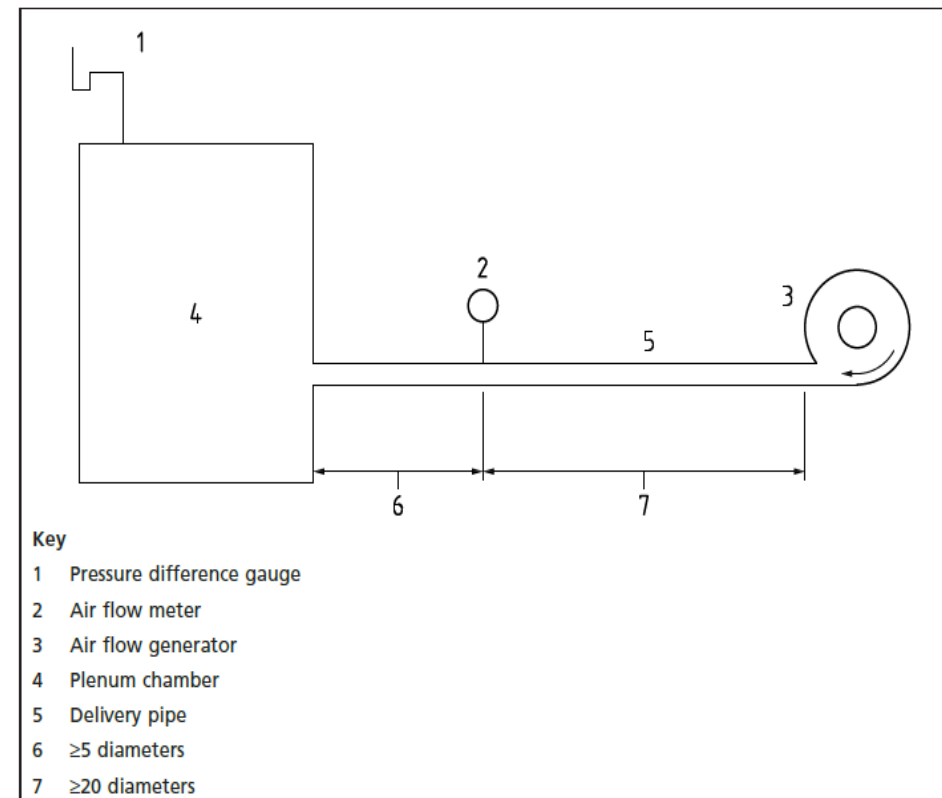 1
2
3
4
5
6
7
Key
1 Pressure difference gauge
2 Air flow meter
3 Air flow generator
4 Plenum chamber
5 Delivery pipe
6 ≥5 diameters
7 ≥20 diameters